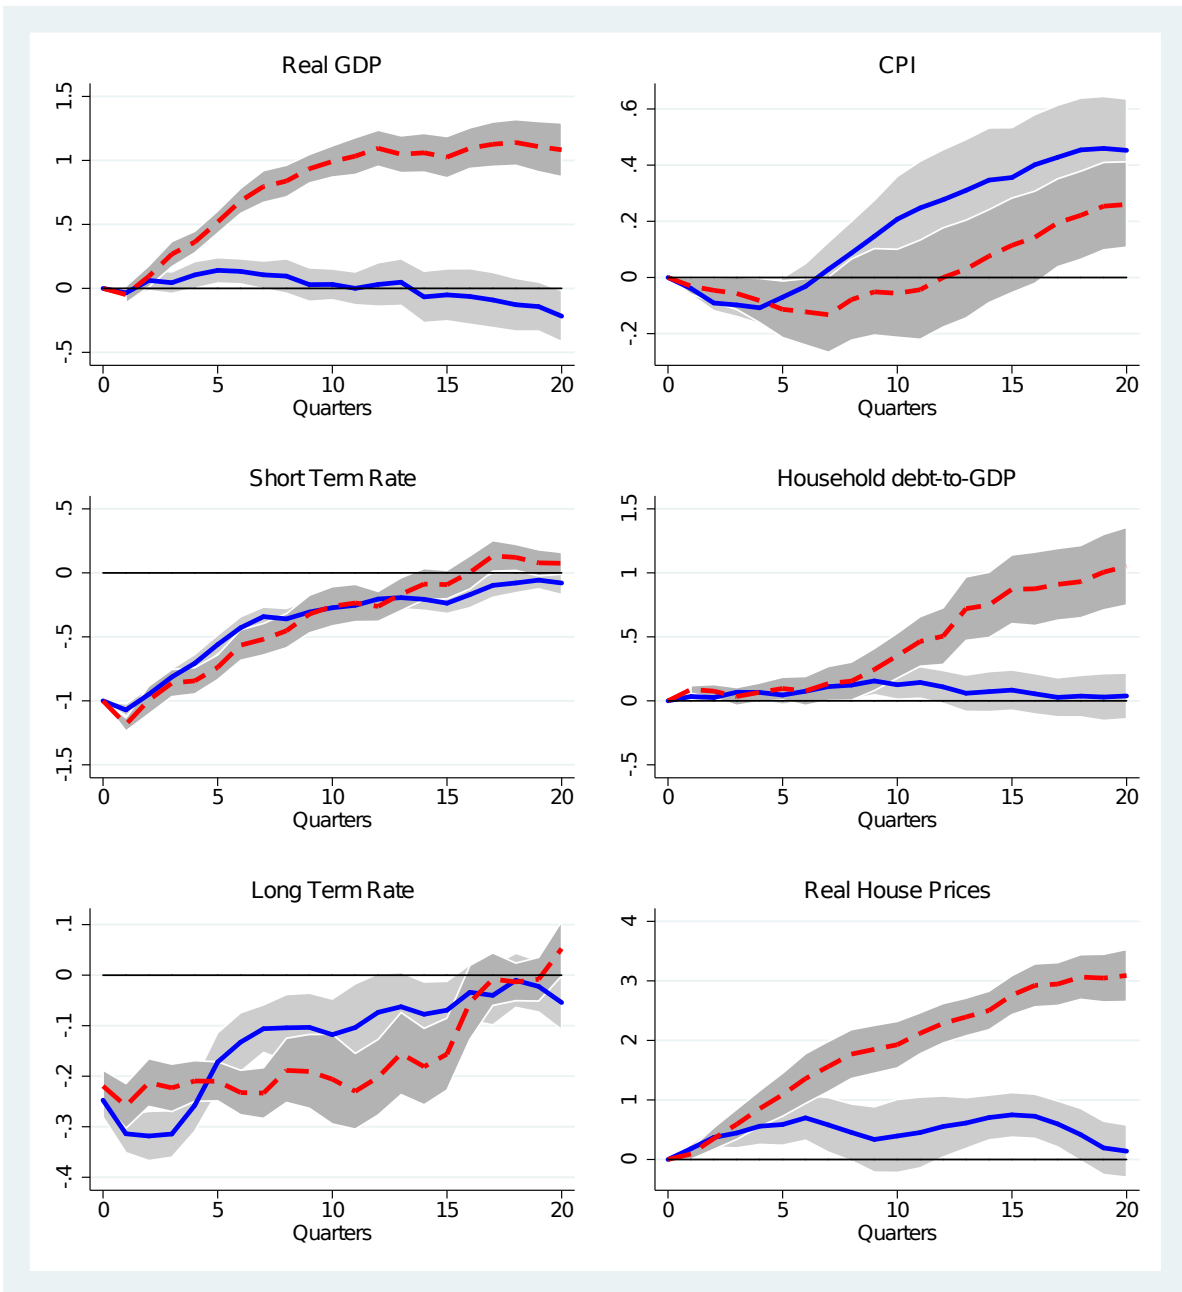 Real GDP
1.5
1
.5
0
-.5
0 5 10 15 20
Quarters
CPI
.6
.4
.2
0
-.2
0 5 10 15 20
Quarters
Short Term Rate
.5
0
-.5
-1
-1.5
0 5 10 15 20
Quarters
Household debt-to-GDP
1.5
1
.5
0
-.5
0 5 10 15 20
Quarters
Long Term Rate
.1
0
-.1
-.2
-.3
-.4
0 5 10 15 20
Quarters
Real House Prices
4
3
2
1
0
0 5 10 15 20
Quarters